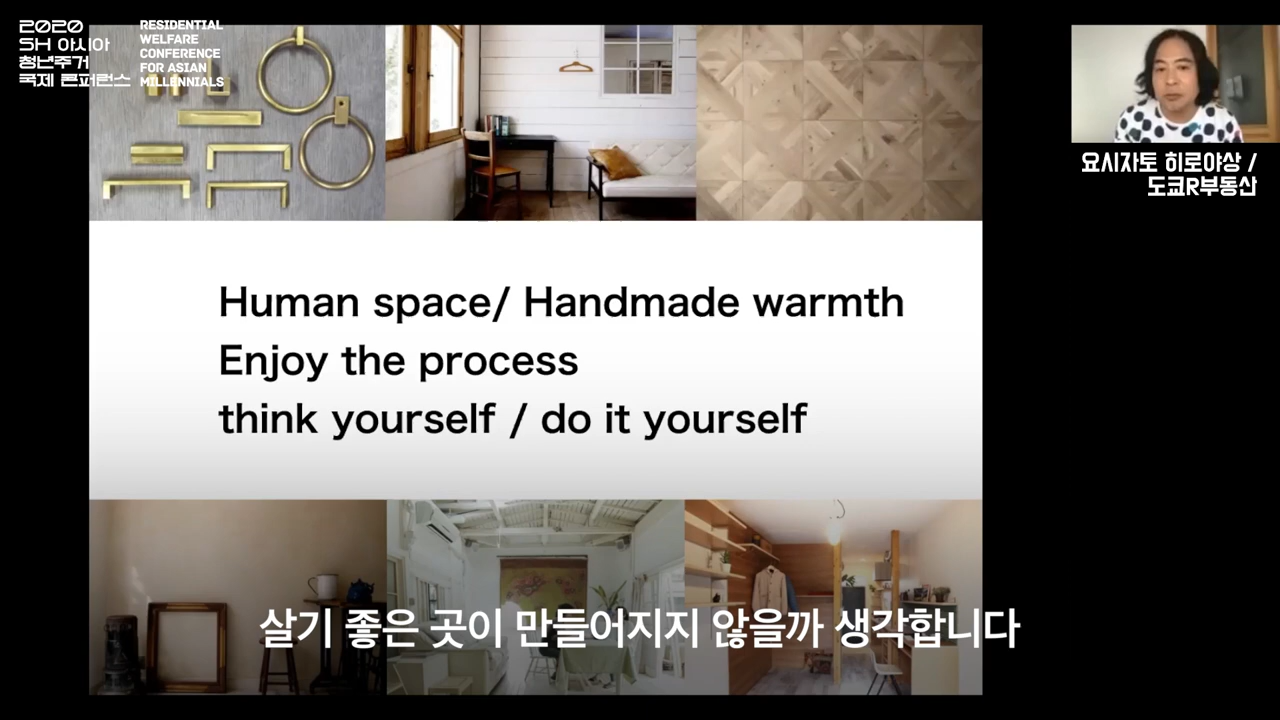 2020
SH 아시아
청년주거
국제 콘퍼런스
RESIDENTIAL
WELFARE
CONFERENCE
FOR ASIAN
MILLENNIALS
요시자토 히로야상 /
도쿄R부동산
Human space/ Handmade warmth
Enjoy the process
think yourself / do it yourself
살기 좋은 곳이 만들어지지 않을까 생각합니다